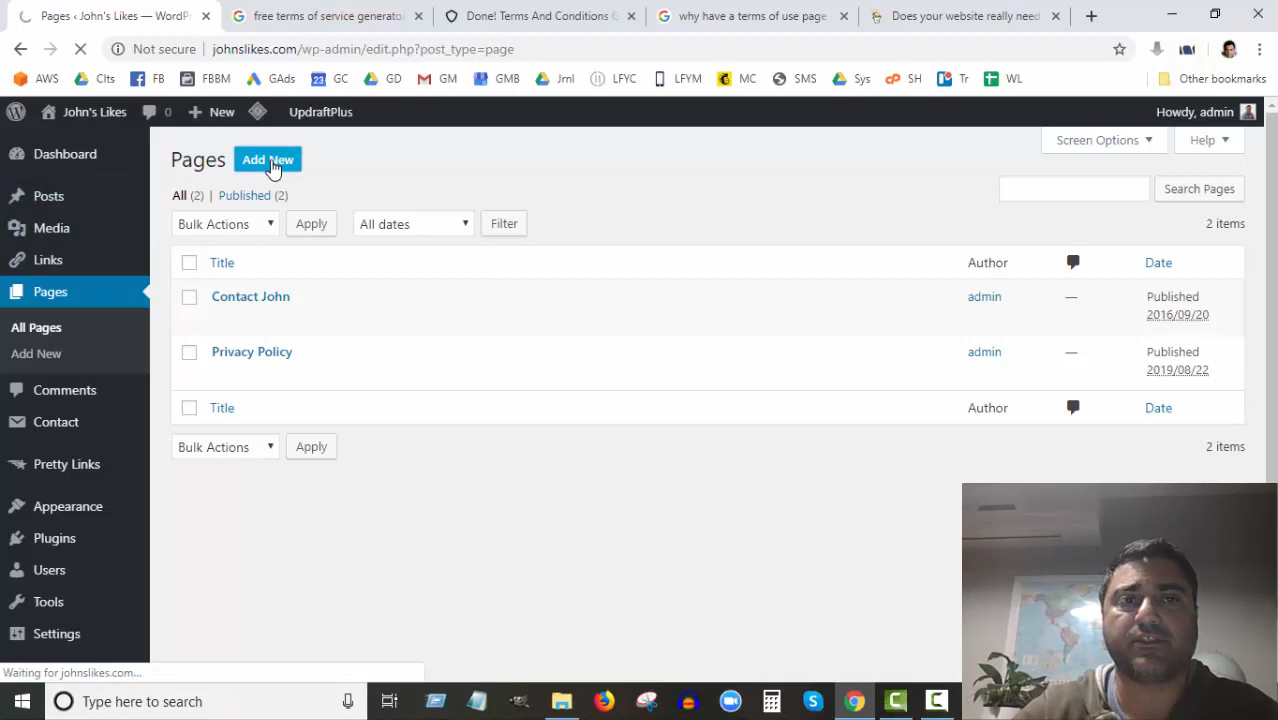 Pages ‹ John's Likes — WordPr
free terms of service generator
Done! Terms And Conditions G
why have a terms of use page
Does your website really need
Not secure johnslikes.com/wp-admin/edit.php?post_type=page
AWS Clts FB FBBM GAds GC GD GM GMB Jrnl LFYC LFYM MC SMS Sys SH Tr WL Other bookmarks
John's Likes 0 New UpdraftPlus Howdy, admin
Dashboard
Posts
Media
Links
Pages
All Pages
Add New
Comments
Contact
Pretty Links
Appearance
Plugins
Users
Tools
Settings
Screen Options Help
Pages Add New
All (2) | Published (2)
Search Pages
Bulk Actions Apply All dates Filter 2 items
Title Author Date
Contact John admin — Published
2016/09/20
Privacy Policy admin — Published
2019/08/22
Title Author Date
Bulk Actions Apply 2 items
Waiting for johnslikes.com...
Type here to search